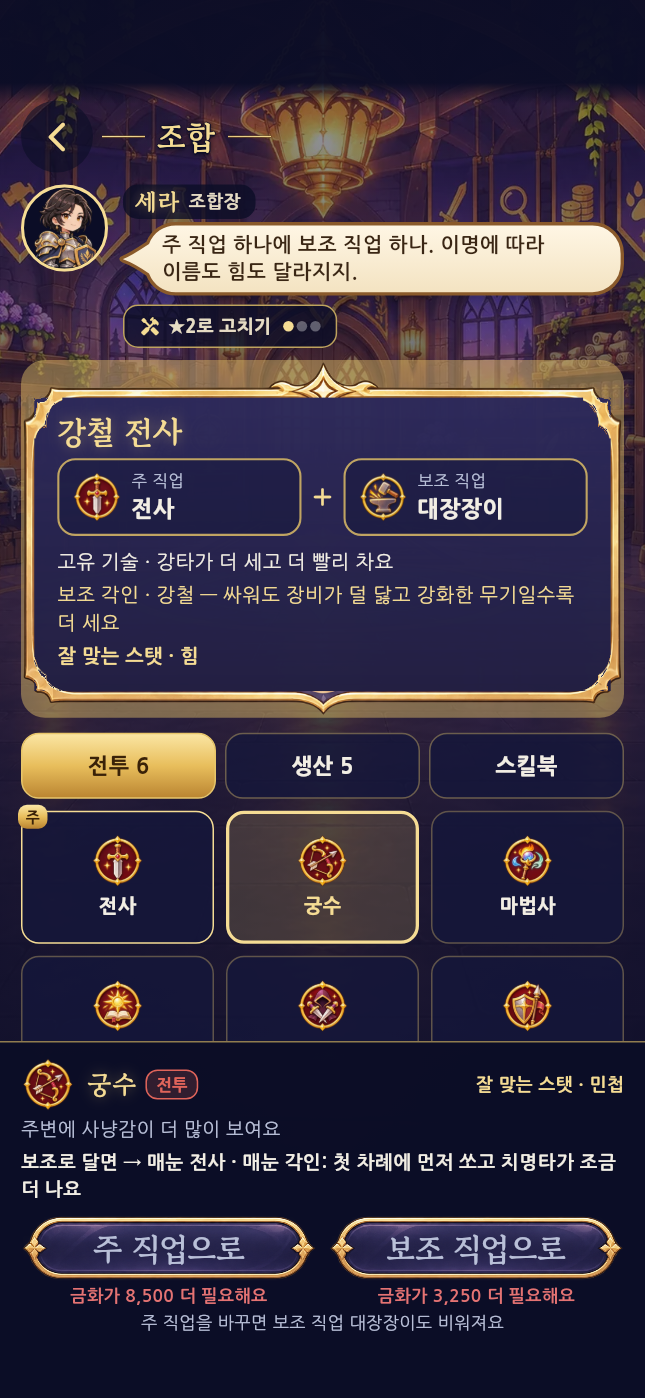 조합
세라 조합장
주 직업 하나에 보조 직업 하나. 이명에 따라
이름도 힘도 달라지지.
★2로 고치기
강철 전사
주 직업
전사
+
보조 직업
대장장이
고유 기술 · 강타가 더 세고 더 빨리 차요
보조 각인 · 강철 — 싸워도 장비가 덜 닳고 강화한 무기일수록
더 세요
잘 맞는 스탯 · 힘
전투 6
생산 5
스킬북
주
전사
궁수
마법사
궁수 전투
잘 맞는 스탯 · 민첩
주변에 사냥감이 더 많이 보여요
보조로 달면 → 매눈 전사 · 매눈 각인: 첫 차례에 먼저 쏘고 치명타가 조금
더 나요
주 직업으로
보조 직업으로
금화가 8,500 더 필요해요
금화가 3,250 더 필요해요
주 직업을 바꾸면 보조 직업 대장장이도 비워져요